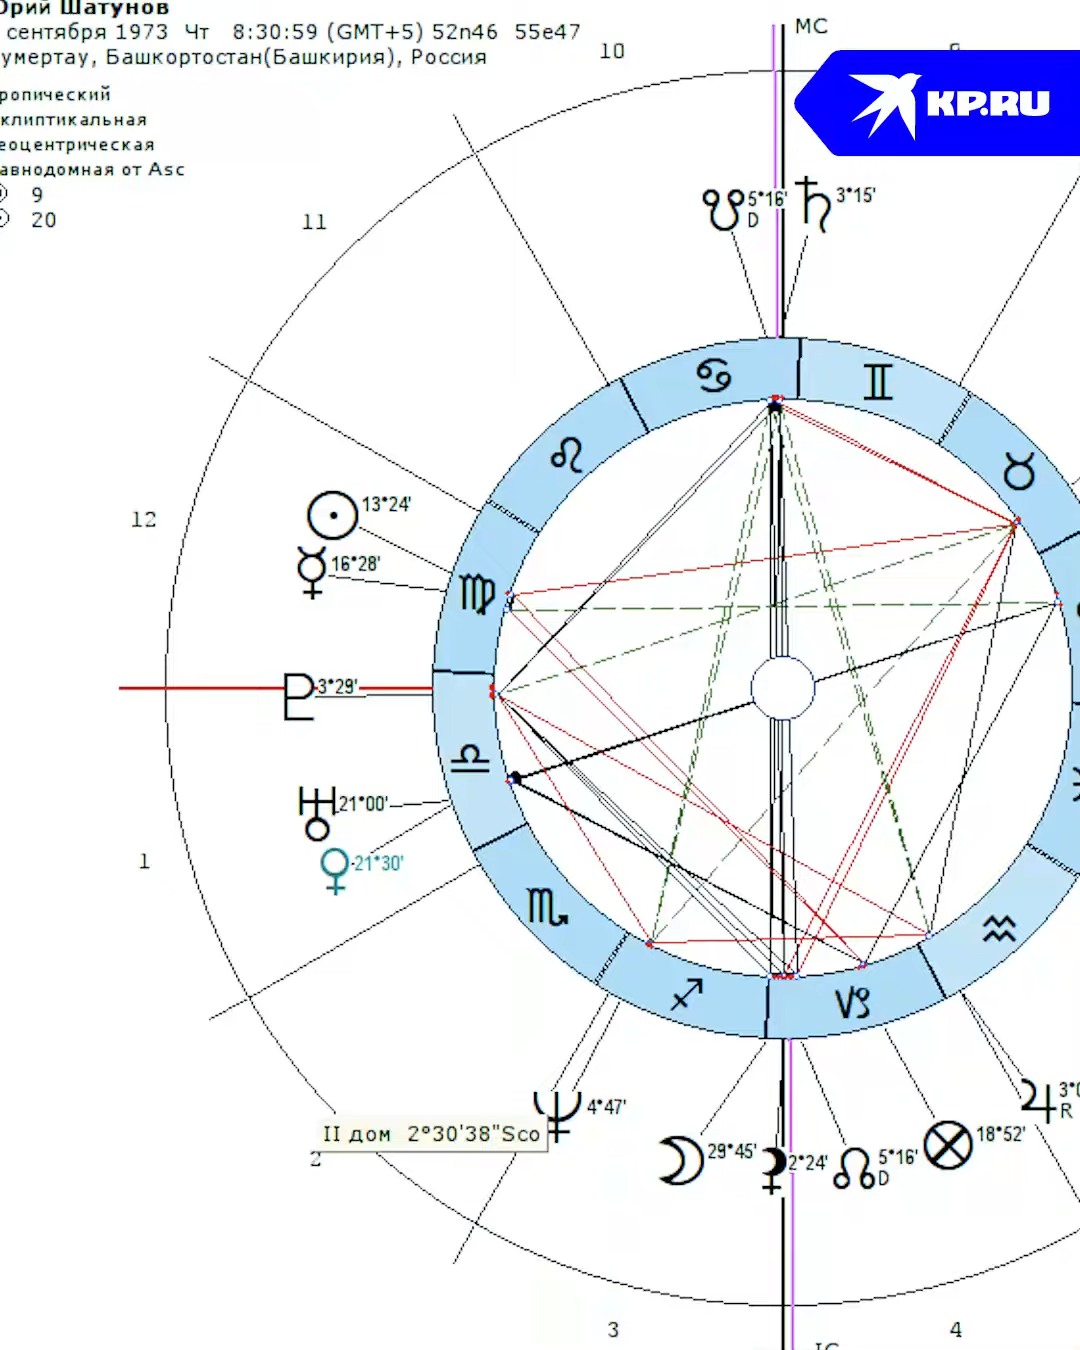 Юрий Шатунов
сентября 1973 Чт 8:30:59 (GMT+5) 52n46 55e47
умертау, Башкортостан(Башкирия), Россия
ропический
клиптикальная
еоцентрическая
авнодомная от Asc
9
20
10
MC
KP.RU
11
5°16'
D
3°15'
12
13°24'
16°28'
3°29'
21°00'
21°30'
1
4°47'
II дом 2°30'38"Sco
2
29°45'
2°24'
5°16'
D
18°52'
R
3
4